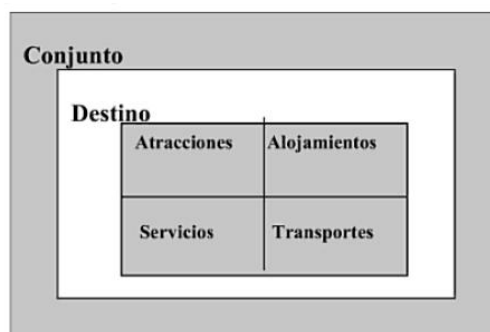 Conjunto
Destino
Atracciones Alojamientos
Servicios Transportes